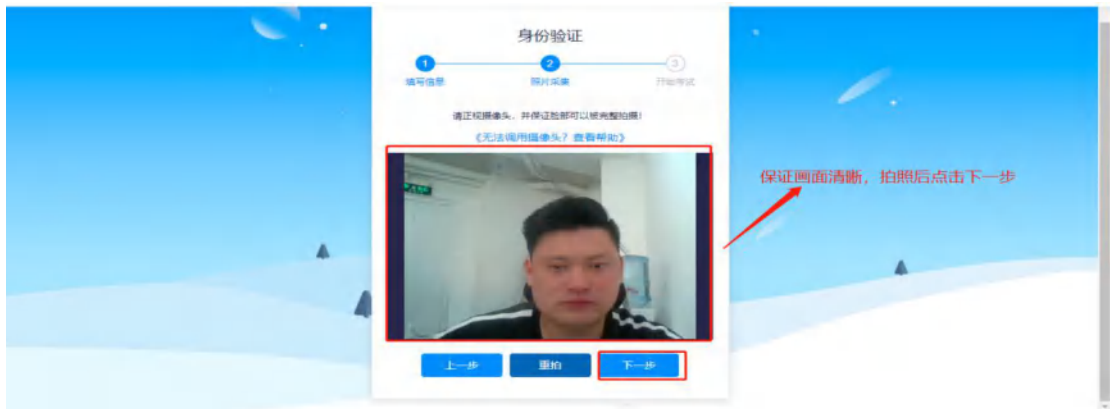 身份验证
1 2 3
填写信息 照片采集 开始考试
请正视摄像头，并保证脸部可以被完整拍摄！
《无法调用摄像头？查看帮助》
保证画面清晰，拍照后点击下一步
上一步 重拍 下一步